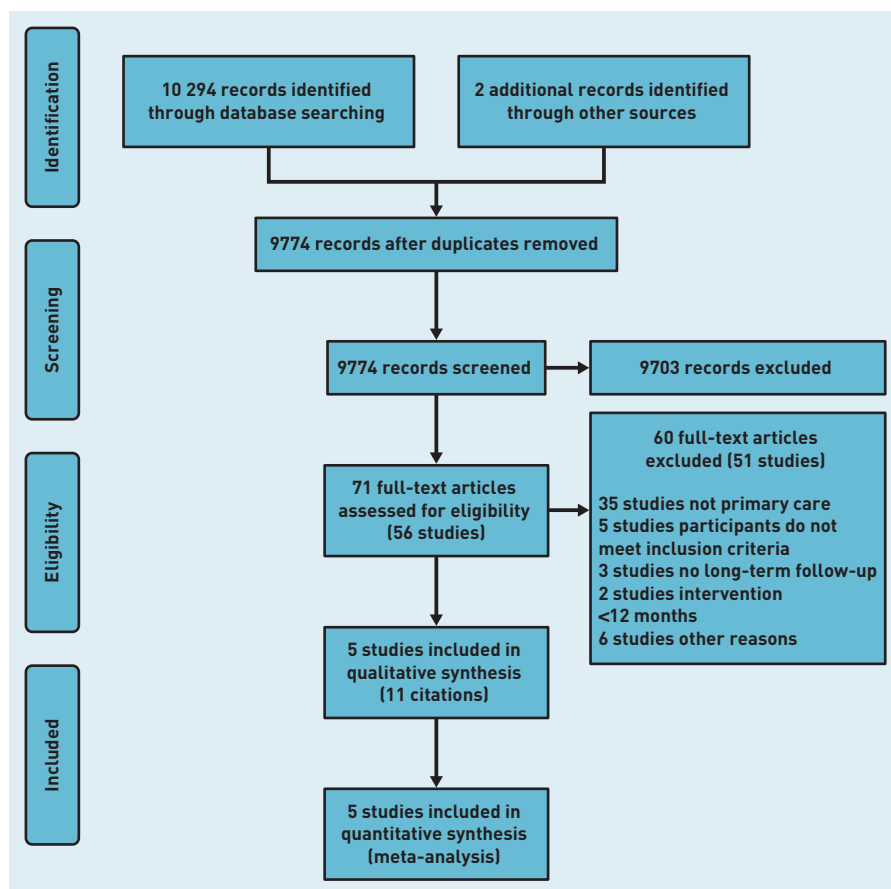 Identification
10 294 records identified
through database searching
2 additional records identified
through other sources
9774 records after duplicates removed
Screening
9774 records screened
9703 records excluded
Eligibility
71 full-text articles
assessed for eligibility
(56 studies)
60 full-text articles
excluded (51 studies)
35 studies not primary care
5 studies participants do not
meet inclusion criteria
3 studies no long-term follow-up
2 studies intervention
<12 months
6 studies other reasons
5 studies included in
qualitative synthesis
(11 citations)
Included
5 studies included in
quantitative synthesis
(meta-analysis)